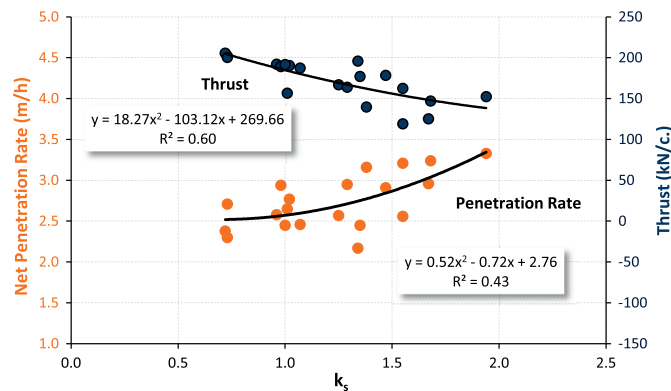 5.0
4.5
4.0
3.5
3.0
2.5
2.0
1.5
1.0
Net Penetration Rate (m/h)
250
200
150
100
50
0
-50
-100
-150
Thrust (kN/c.)
Thrust
y = 18.27x² - 103.12x + 269.66
R² = 0.60
Penetration Rate
y = 0.52x² - 0.72x + 2.76
R² = 0.43
0.0 0.5 1.0 1.5 2.0 2.5
kₛ